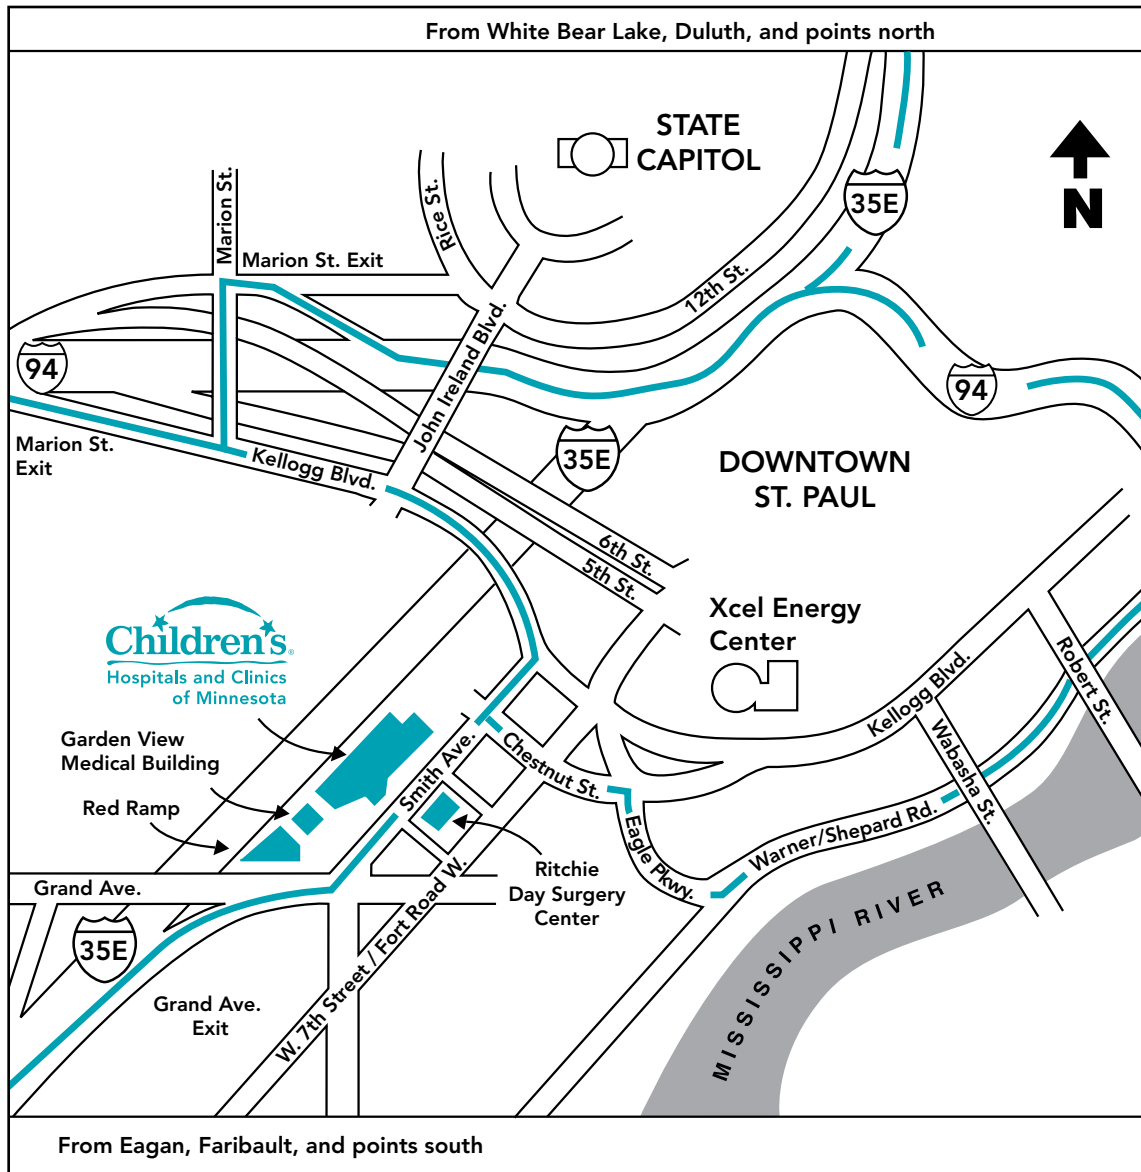 From White Bear Lake, Duluth, and points north
STATE
CAPITOL
35E
N
Marion St.
Rice St.
Marion St. Exit
12th St.
John Ireland Blvd.
94
94
Marion St.
Exit
Kellogg Blvd.
35E
DOWNTOWN
ST. PAUL
6th St.
5th St.
Xcel Energy
Center
Children's®
Hospitals and Clinics
of Minnesota
Robert St.
Kellogg Blvd.
Wabasha St.
Garden View
Medical Building
Smith Ave.
Chestnut St.
Red Ramp
Eagle Pkwy.
Warner/Shepard Rd.
Ritchie
Day Surgery
Center
Grand Ave.
35E
W. 7th Street / Fort Road W.
Grand Ave.
Exit
MISSISSIPPI RIVER
From Eagan, Faribault, and points south